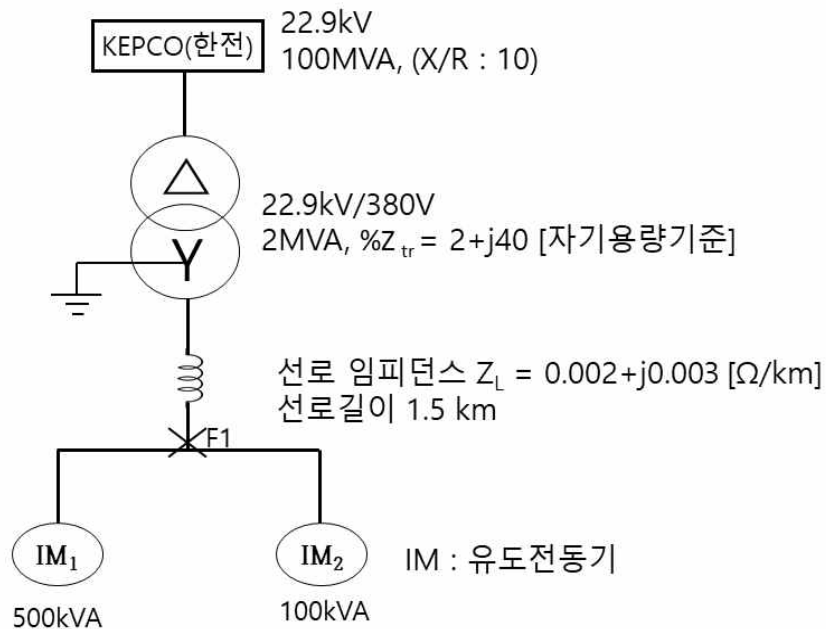 KEPCO(한전)
22.9kV
100MVA, (X/R : 10)
22.9kV/380V
2MVA, %Z tr = 2+j40 [자기용량기준]
선로 임피던스 ZL = 0.002+j0.003 [Ω/km]
선로길이 1.5 km
F1
IM1
IM2
IM : 유도전동기
500kVA
100kVA